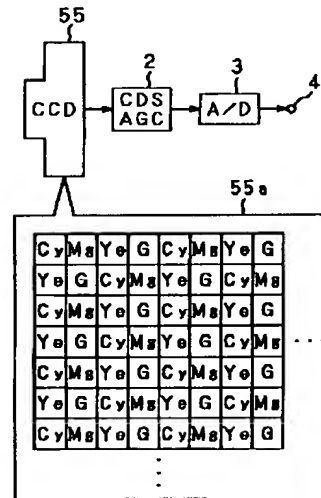 55
2
3
4
CCD
CDS
AGC
A/D
55a
Cy Mg Ye G Cy Mg Ye G
Ye G Cy Mg Ye G Cy Mg
Cy Mg Ye G Cy Mg Ye G
Ye G Cy Mg Ye G Cy Mg
Cy Mg Ye G Cy Mg Ye G
Ye G Cy Mg Ye G Cy Mg
Cy Mg Ye G Cy Mg Ye G